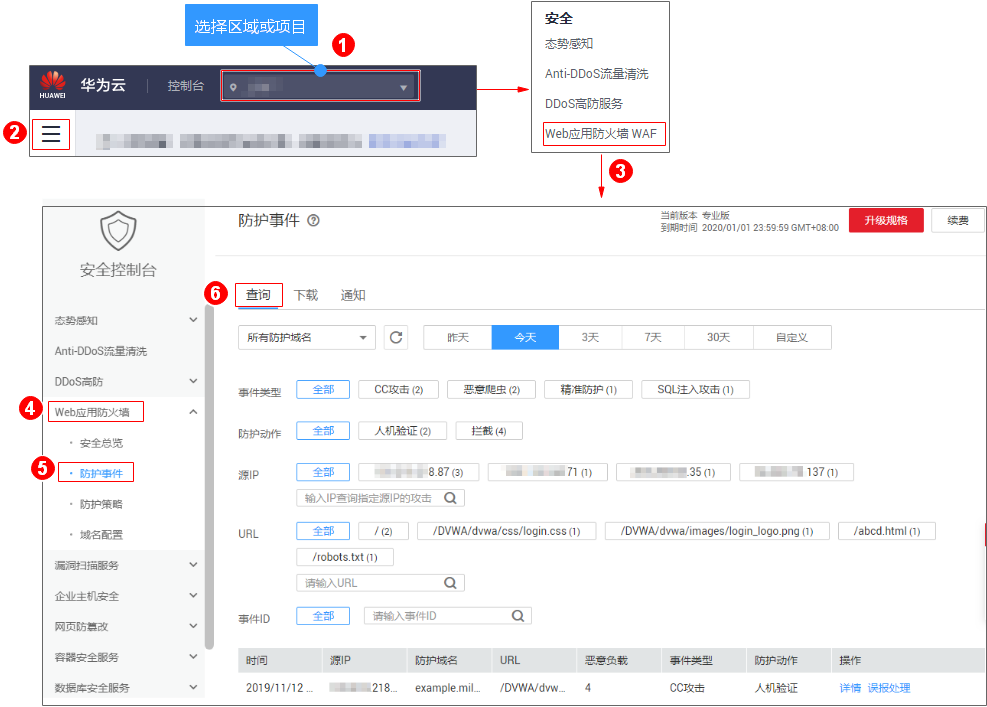 选择区域或项目
1
HUAWEI
华为云
控制台
2
安全
态势感知
Anti-DDoS流量清洗
DDoS高防服务
Web应用防火墙 WAF
3
安全控制台
态势感知
Anti-DDoS流量清洗
DDoS高防
4
Web应用防火墙
安全总览
5
防护事件
防护策略
域名配置
漏洞扫描服务
企业主机安全
网页防篡改
容器安全服务
数据库安全服务
防护事件
当前版本 专业版
到期时间 2020/01/01 23:59:59 GMT+08:00
升级规格 续费
6
查询 下载 通知
所有防护域名 昨天 今天 3天 7天 30天 自定义
事件类型 全部 CC攻击 (2) 恶意爬虫 (2) 精准防护 (1) SQL注入攻击 (1)
防护动作 全部 人机验证 (2) 拦截 (4)
源IP 全部 8.87 (3) 71 (1) .35 (1) 137 (1)
输入IP查询指定源IP的攻击
URL 全部 / (2) /DVWA/dvwa/css/login.css (1) /DVWA/dvwa/images/login_logo.png (1) /abcd.html (1)
/robots.txt (1)
请输入URL
事件ID 全部 请输入事件ID
时间 源IP 防护域名 URL 恶意负载 事件类型 防护动作 操作
2019/11/12 ... 218... example.mil... /DVWA/dvw... 4 CC攻击 人机验证 详情 误报处理